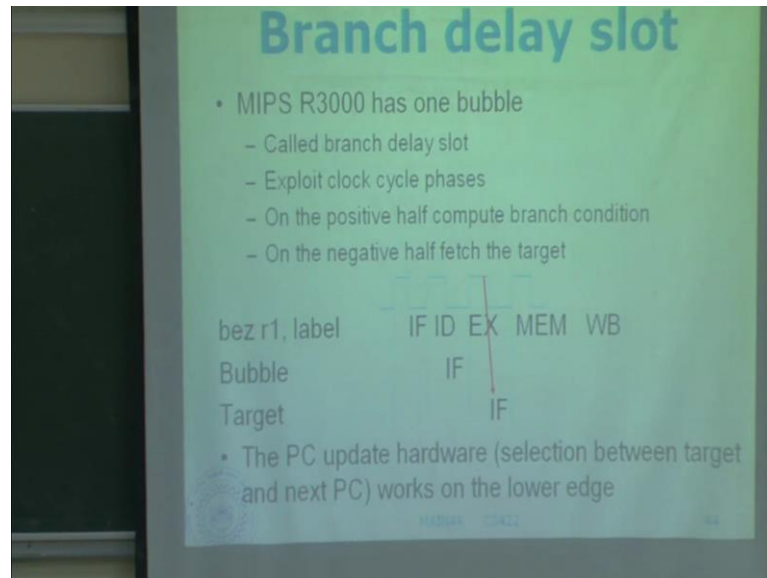 Branch delay slot
• MIPS R3000 has one bubble
– Called branch delay slot
– Exploit clock cycle phases
– On the positive half compute branch condition
– On the negative half fetch the target
bez r1, label IF ID EX MEM WB
Bubble IF
Target IF
• The PC update hardware (selection between target
and next PC) works on the lower edge